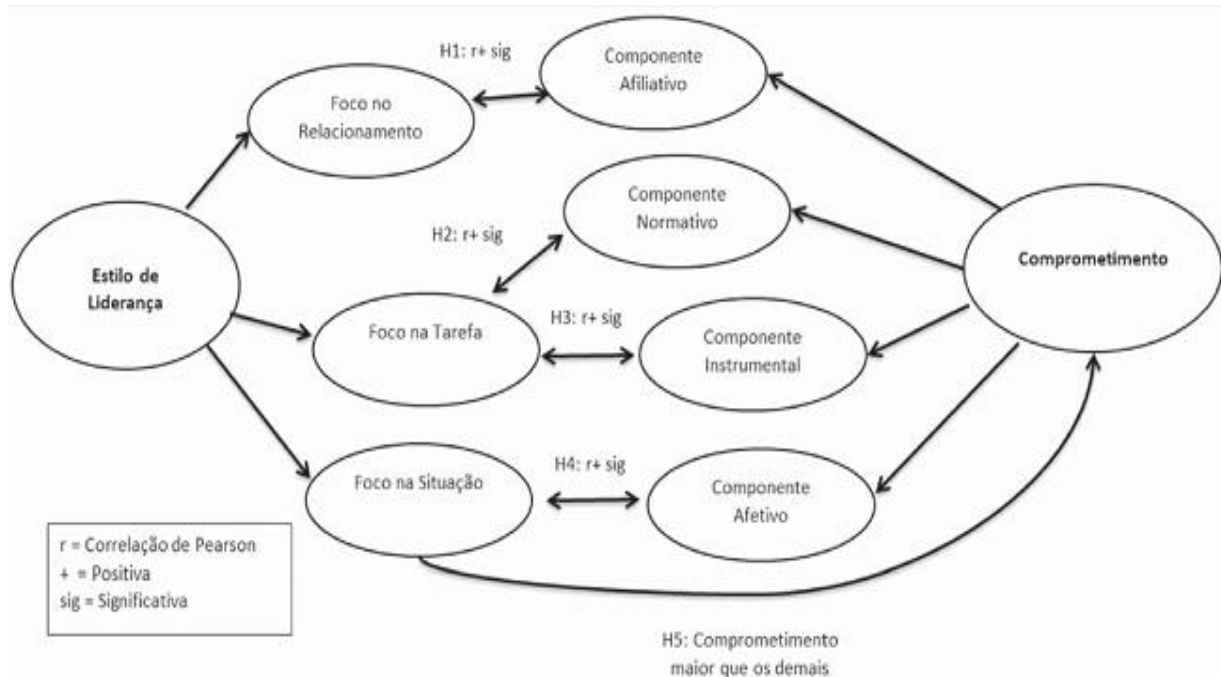 H1: r+ sig
Componente
Afiliativo
Foco no
Relacionamento
Componente
Normativo
H2: r+ sig
Estilo de
Liderança
Comprometimento
Foco na Tarefa
H3: r+ sig
Componente
Instrumental
Foco na Situação
H4: r+ sig
Componente
Afetivo
r = Correlação de Pearson
+ = Positiva
sig = Significativa
H5: Comprometimento
maior que os demais